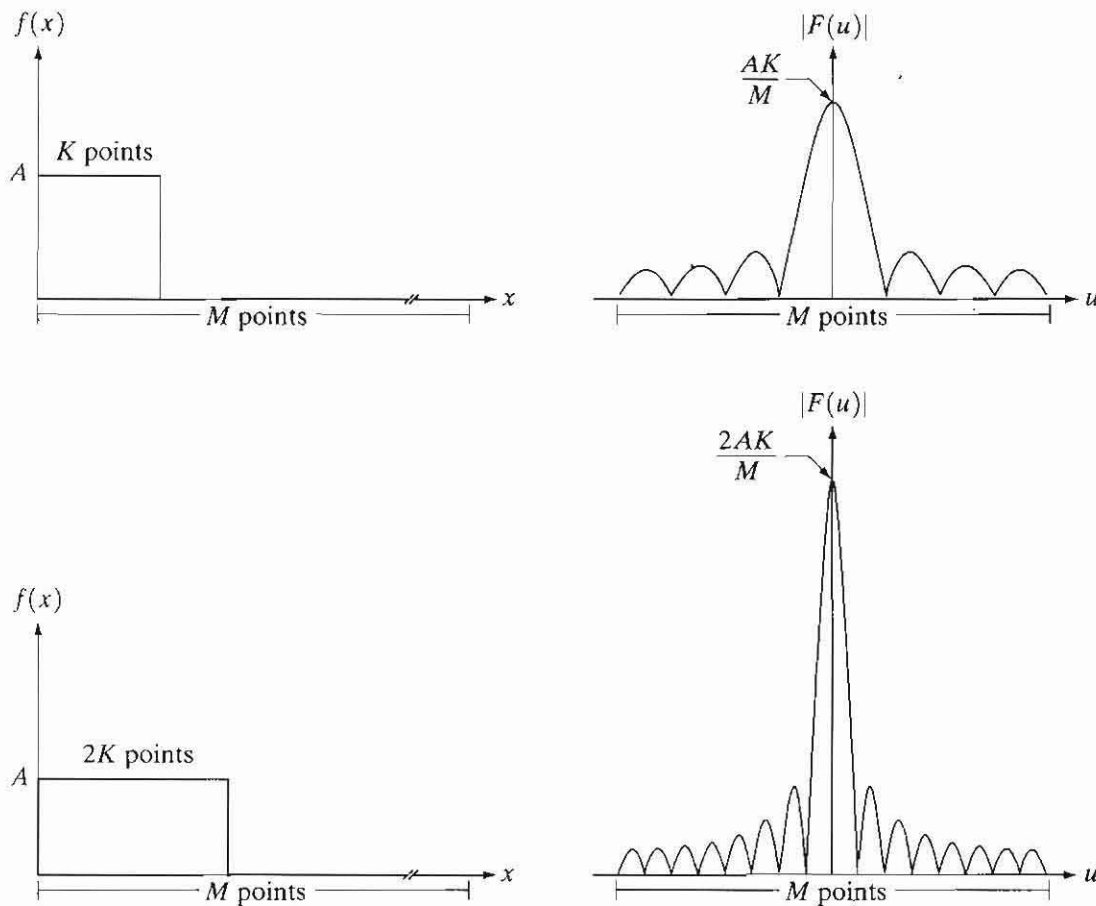 f(x)
K points
A
x
M points
|F(u)|
AK
M
u
M points
f(x)
2K points
A
x
M points
|F(u)|
2AK
M
u
M points